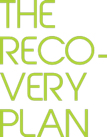 THE
RECO-
VERY
PLAN